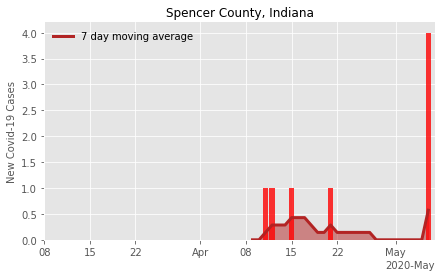 Spencer County, Indiana
7 day moving average
New Covid-19 Cases
4.0
3.5
3.0
2.5
2.0
1.5
1.0
0.5
0.0
08 15 22 Apr 08 15 22 May
2020-May